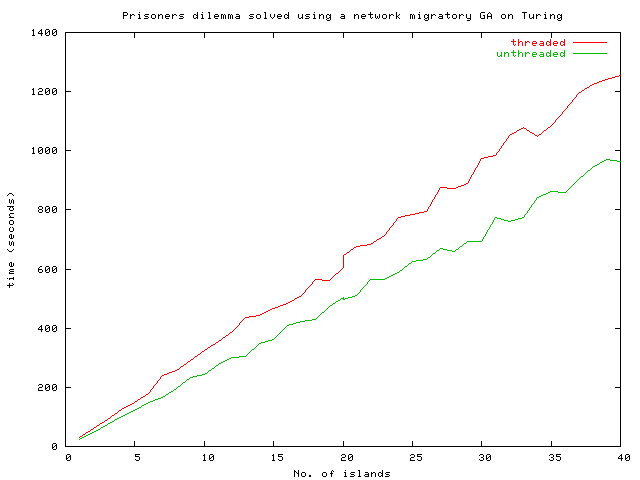 Prisoners dilemma solved using a network migratory GA on Turing
threaded
unthreaded
1400
1200
1000
800
600
400
200
0
time (seconds)
0 5 10 15 20 25 30 35 40
No. of islands